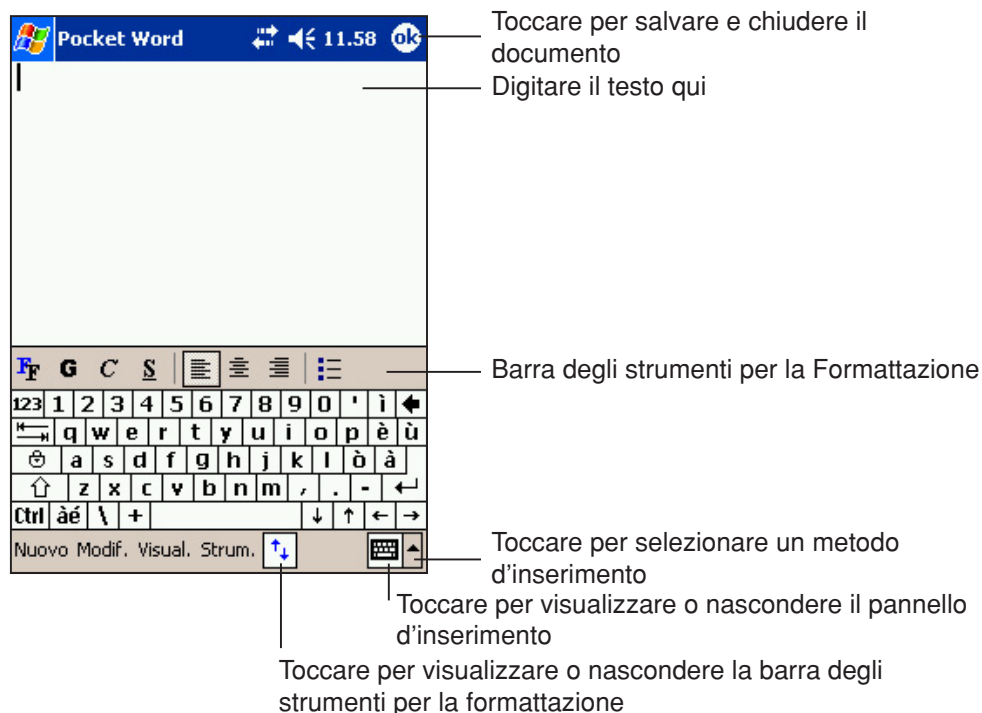 Pocket Word 11.58 ok
Toccare per salvare e chiudere il
documento
Digitare il testo qui
FF G C S
Barra degli strumenti per la Formattazione
123 1 2 3 4 5 6 7 8 9 0 ' ì
q w e r t y u i o p è ù
a s d f g h j k l ò à
z x c v b n m , . -
Ctrl àé \ + ↓ ↑ ← →
Nuovo Modif. Visual. Strum.
Toccare per selezionare un metodo
d'inserimento
Toccare per visualizzare o nascondere il pannello
d'inserimento
Toccare per visualizzare o nascondere la barra degli
strumenti per la formattazione